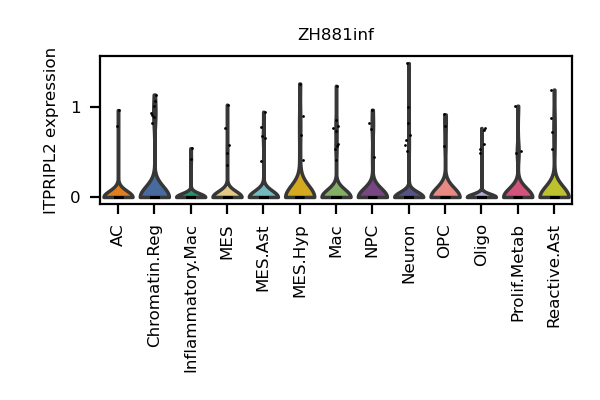 ZH881inf
ITPRIPL2 expression
1
0
AC
Chromatin.Reg
Inflammatory.Mac
MES
MES.Ast
MES.Hyp
Mac
NPC
Neuron
OPC
Oligo
Prolif.Metab
Reactive.Ast